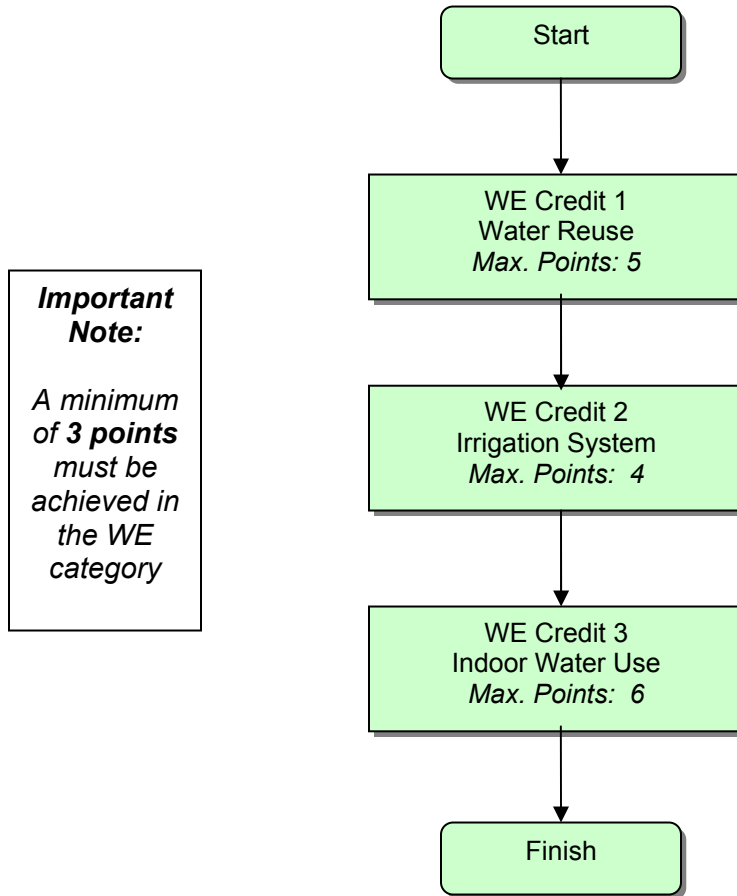 Start
WE Credit 1
Water Reuse
Max. Points: 5
Important
Note:
A minimum
of 3 points
must be
achieved in
the WE
category
WE Credit 2
Irrigation System
Max. Points: 4
WE Credit 3
Indoor Water Use
Max. Points: 6
Finish